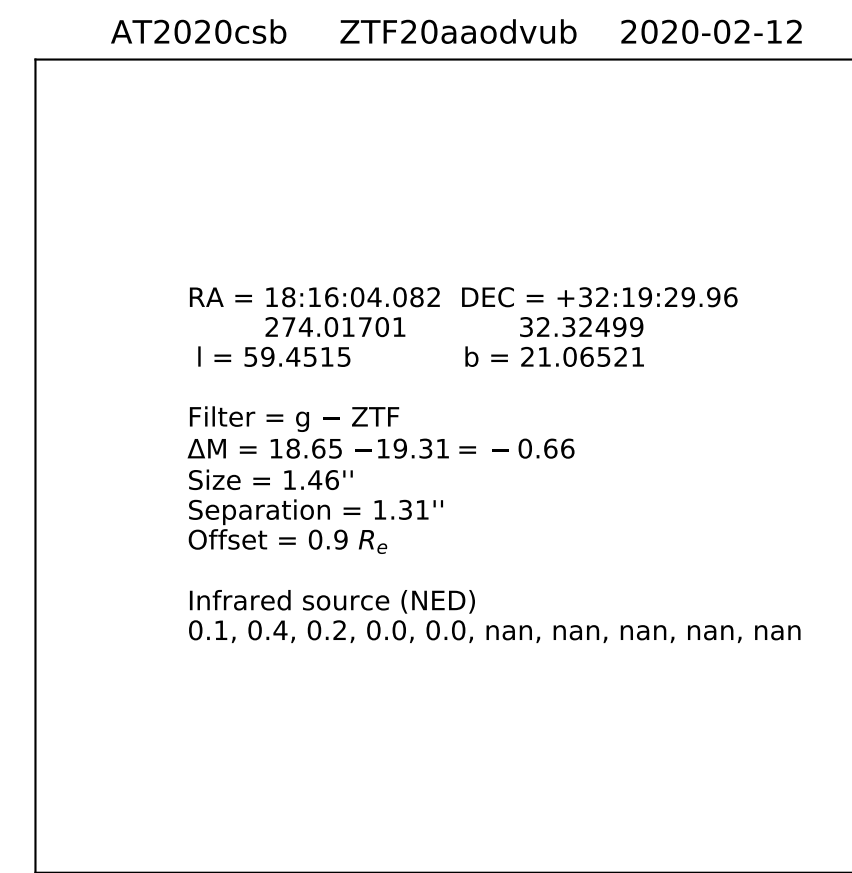 AT2020csb ZTF20aaodvub 2020-02-12
RA = 18:16:04.082 DEC = +32:19:29.96
274.01701 32.32499
l = 59.4515 b = 21.06521
Filter = g − ZTF
ΔM = 18.65 −19.31 = − 0.66
Size = 1.46''
Separation = 1.31''
Offset = 0.9 Re
Infrared source (NED)
0.1, 0.4, 0.2, 0.0, 0.0, nan, nan, nan, nan, nan